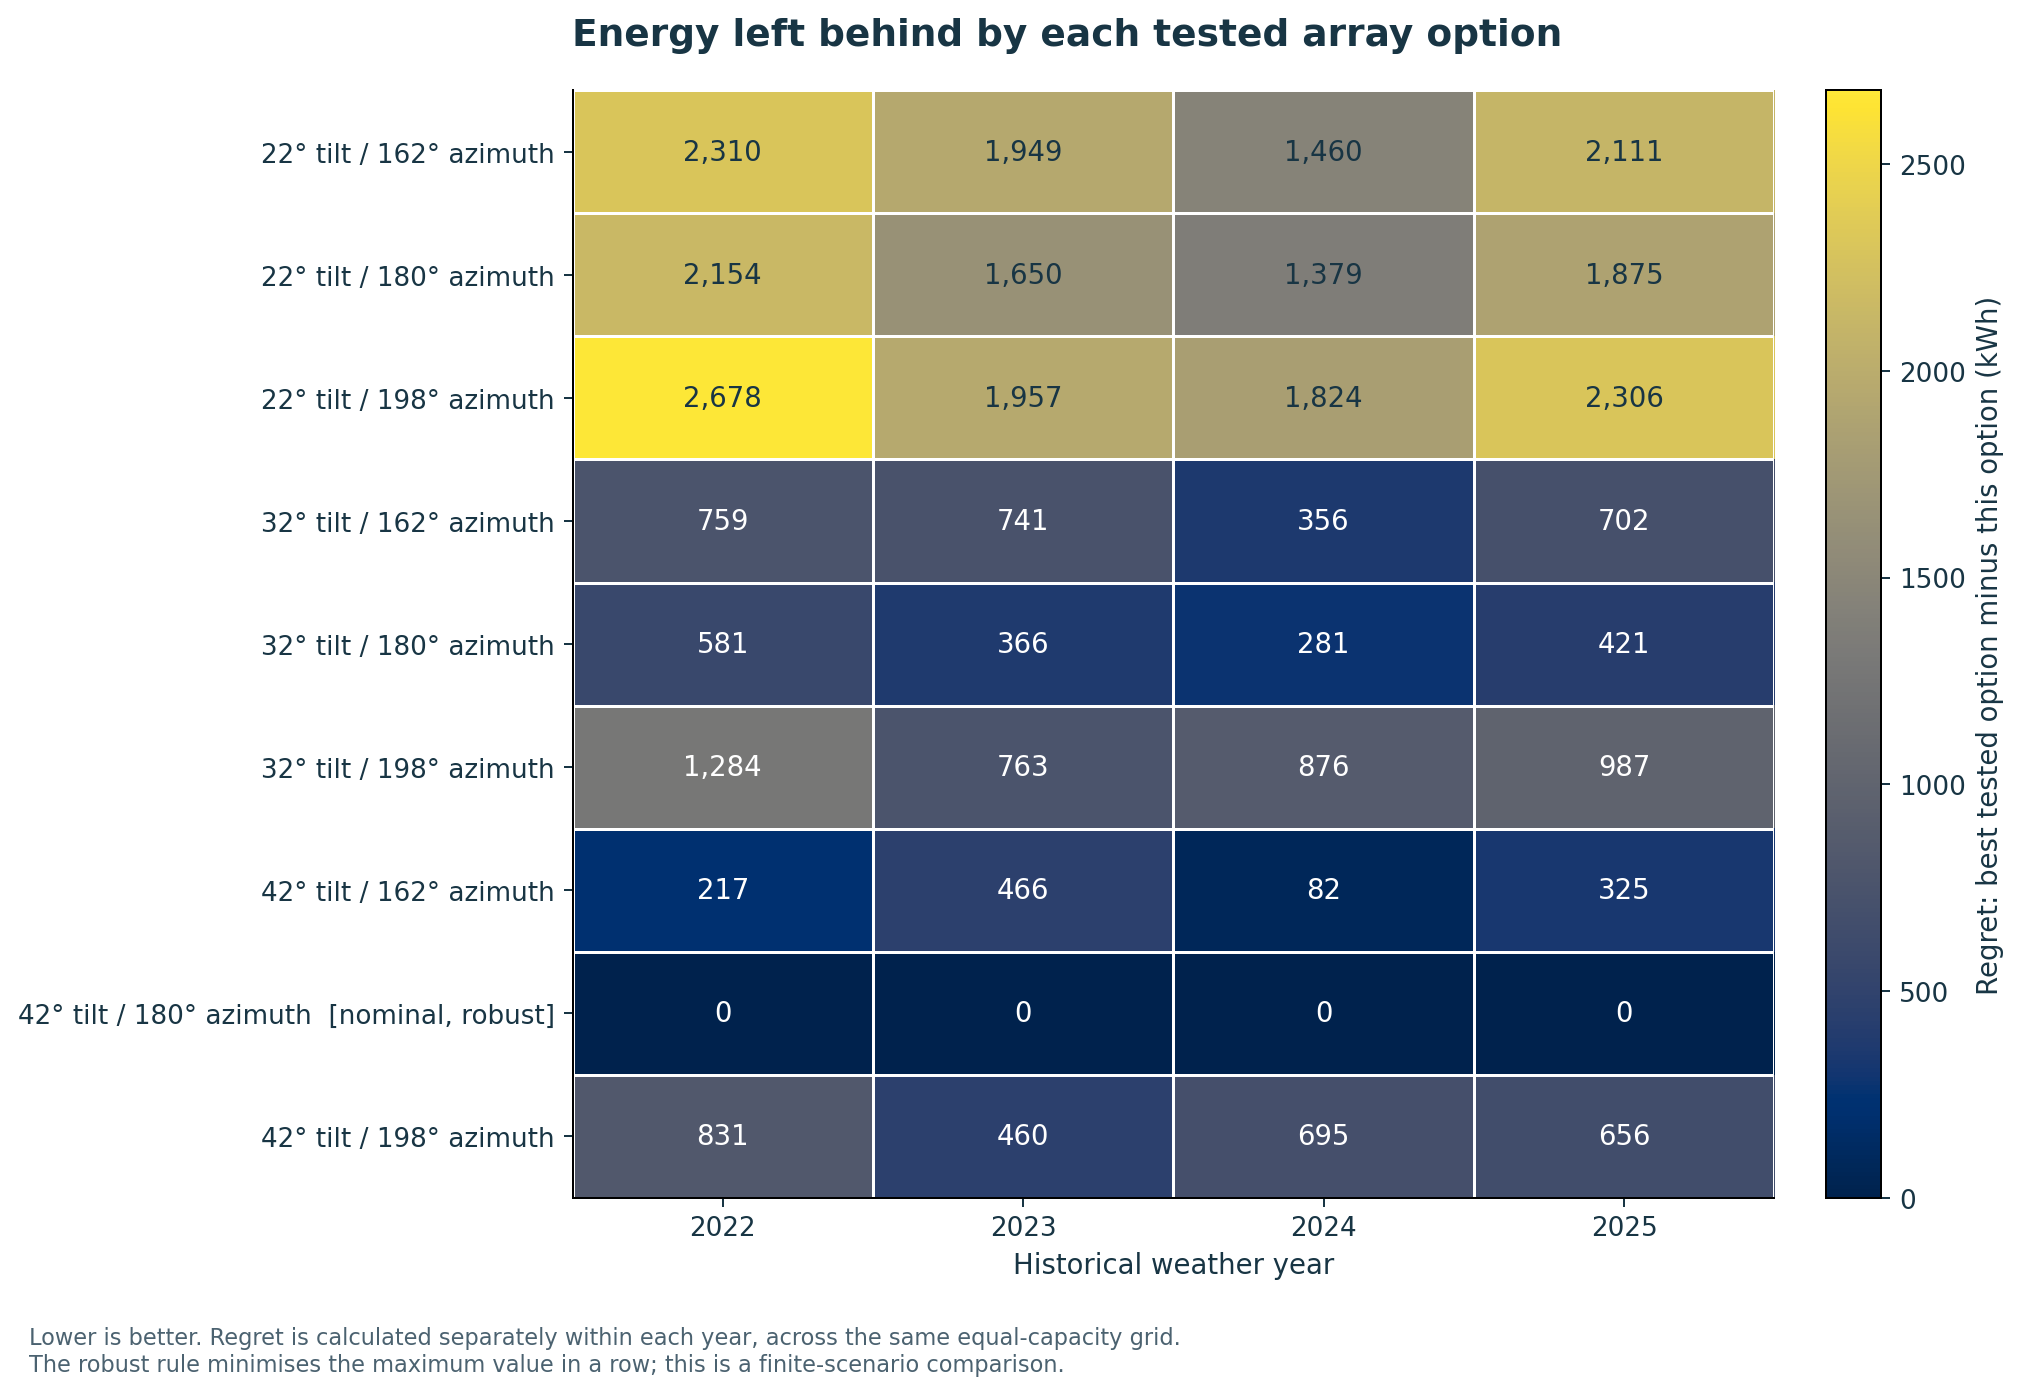 Energy left behind by each tested array option
22° tilt / 162° azimuth 2,310 1,949 1,460 2,111
22° tilt / 180° azimuth 2,154 1,650 1,379 1,875
22° tilt / 198° azimuth 2,678 1,957 1,824 2,306
32° tilt / 162° azimuth 759 741 356 702
32° tilt / 180° azimuth 581 366 281 421
32° tilt / 198° azimuth 1,284 763 876 987
42° tilt / 162° azimuth 217 466 82 325
42° tilt / 180° azimuth  [nominal, robust] 0 0 0 0
42° tilt / 198° azimuth 831 460 695 656
2022 2023 2024 2025
Historical weather year
2500
2000
1500
1000
500
0
Regret: best tested option minus this option (kWh)
Lower is better. Regret is calculated separately within each year, across the same equal-capacity grid.
The robust rule minimises the maximum value in a row; this is a finite-scenario comparison.